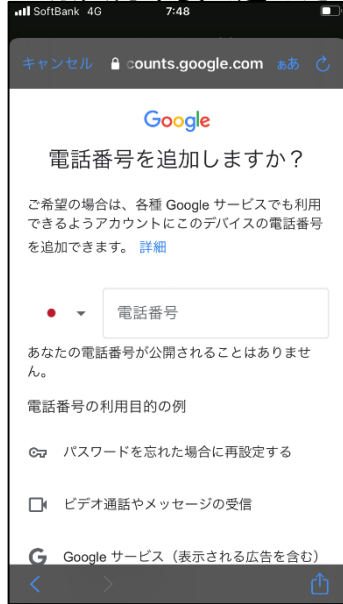 SoftBank 4G 7:48
キャンセル counts.google.com ぁあ
Google
電話番号を追加しますか？
ご希望の場合は、各種 Google サービスでも利用
できるようアカウントにこのデバイスの電話番号
を追加できます。 詳細
電話番号
あなたの電話番号が公開されることはありませ
ん。
電話番号の利用目的の例
パスワードを忘れた場合に再設定する
ビデオ通話やメッセージの受信
G Google サービス（表示される広告を含む）